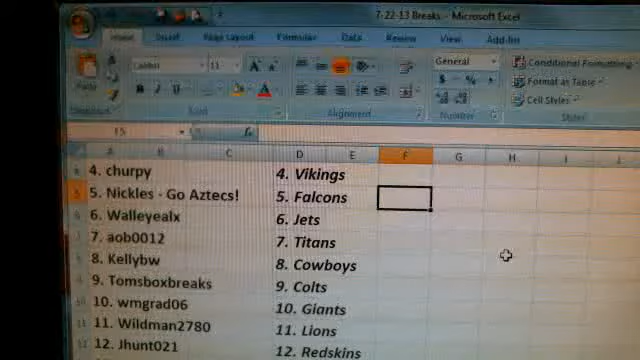 7-22-13 Breaks - Microsoft Excel
Insert Page Layout Formulas Data Review View Add-Ins
Calibri 11 General Conditional Formatting
Paste Format as Table
Cell Styles
Font Alignment Number Styles
F5 fx
A B C D E F G H I
4. churpy 4. Vikings
5. Nickles - Go Aztecs! 5. Falcons
6. Walleyealx 6. Jets
7. aob0012 7. Titans
8. Kellybw 8. Cowboys
9. Tomsboxbreaks 9. Colts
10. wmgrad06 10. Giants
11. Wildman2780 11. Lions
12. Jhunt021 12. Redskins